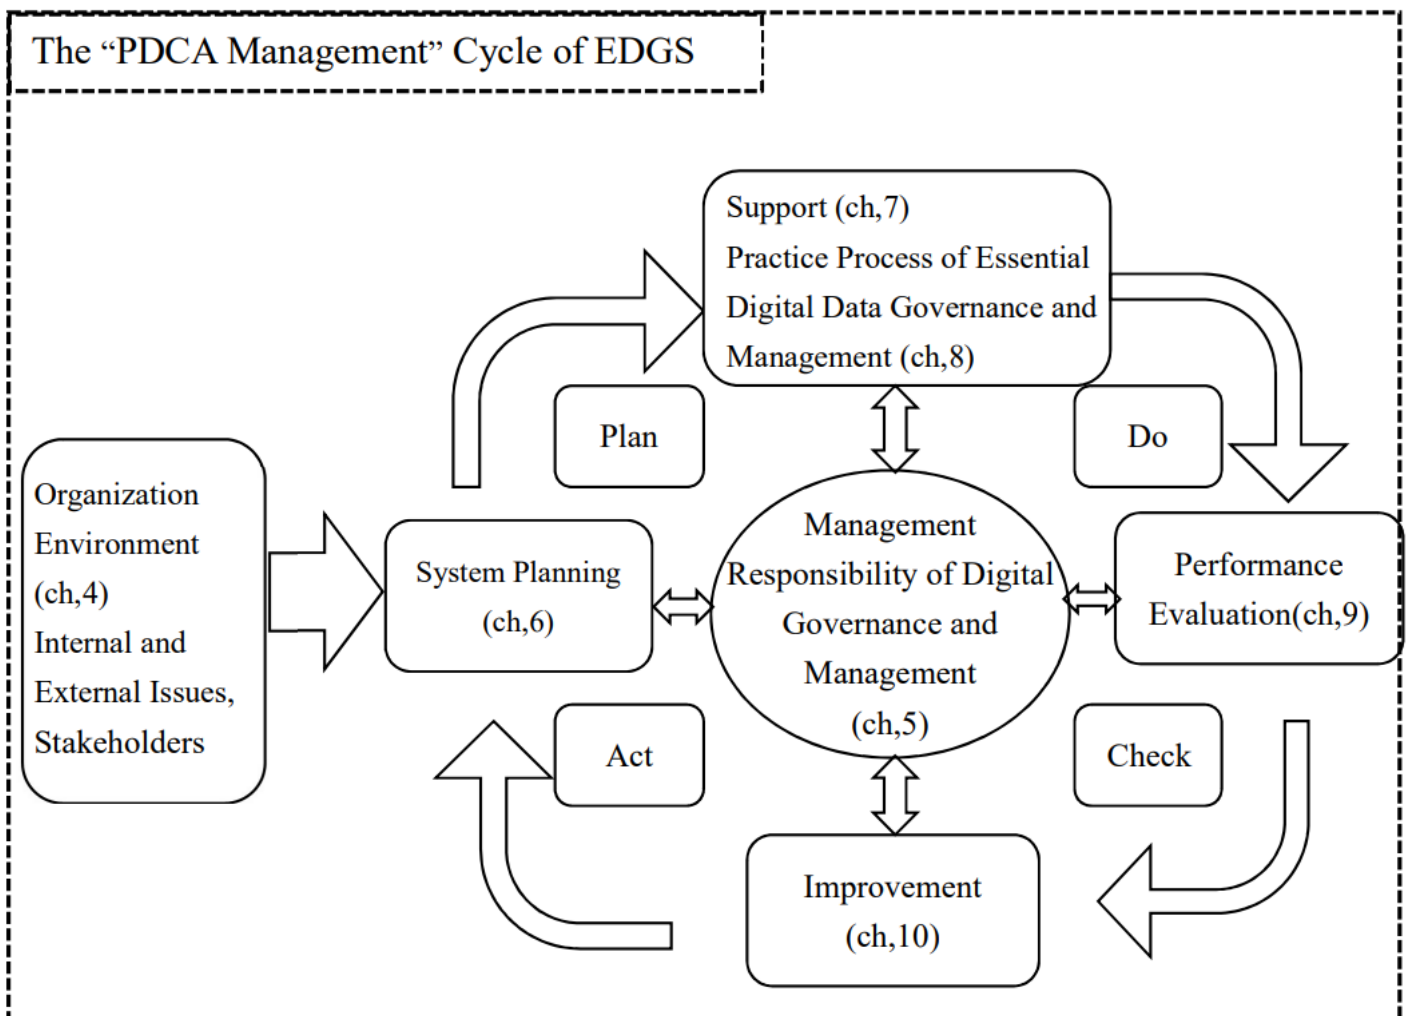 The “PDCA Management” Cycle of EDGS
Support (ch,7)
Practice Process of Essential
Digital Data Governance and
Management (ch,8)
Plan
Do
Organization
Environment
(ch,4)
Internal and
External Issues,
Stakeholders
System Planning
(ch,6)
Management
Responsibility of Digital
Governance and
Management
(ch,5)
Performance
Evaluation(ch,9)
Act
Check
Improvement
(ch,10)